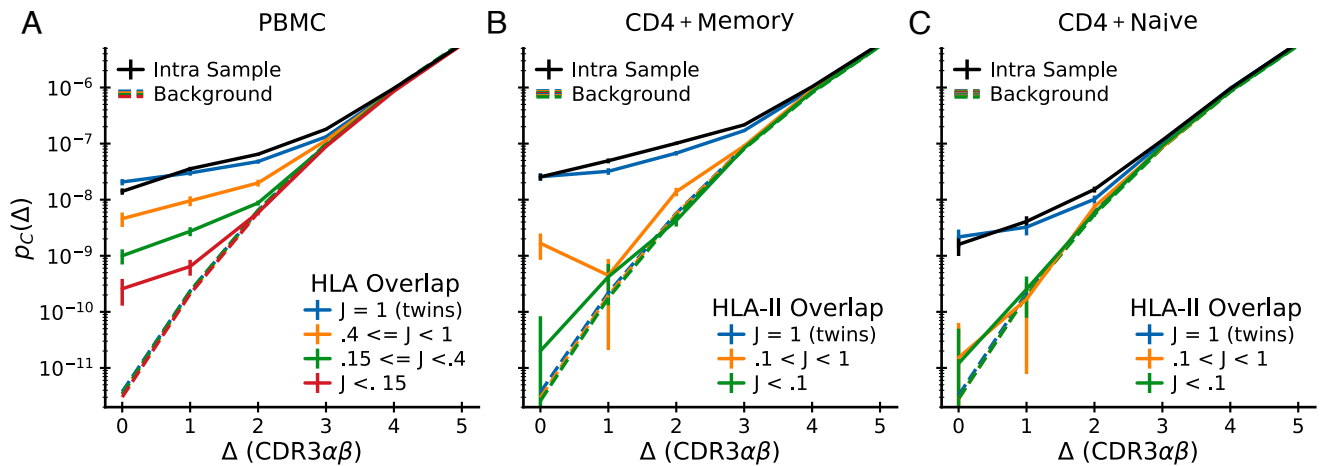 A
PBMC
Intra Sample
Background
HLA Overlap
J = 1 (twins)
.4 <= J < 1
.15 <= J <.4
J <. 15
p_C(Δ)
10^-6
10^-7
10^-8
10^-9
10^-10
10^-11
0 1 2 3 4 5
Δ (CDR3αβ)
B
CD4+Memory
Intra Sample
Background
HLA-II Overlap
J = 1 (twins)
.1 < J < 1
J < .1
0 1 2 3 4 5
Δ (CDR3αβ)
C
CD4+Naive
Intra Sample
Background
HLA-II Overlap
J = 1 (twins)
.1 < J < 1
J < .1
0 1 2 3 4 5
Δ (CDR3αβ)